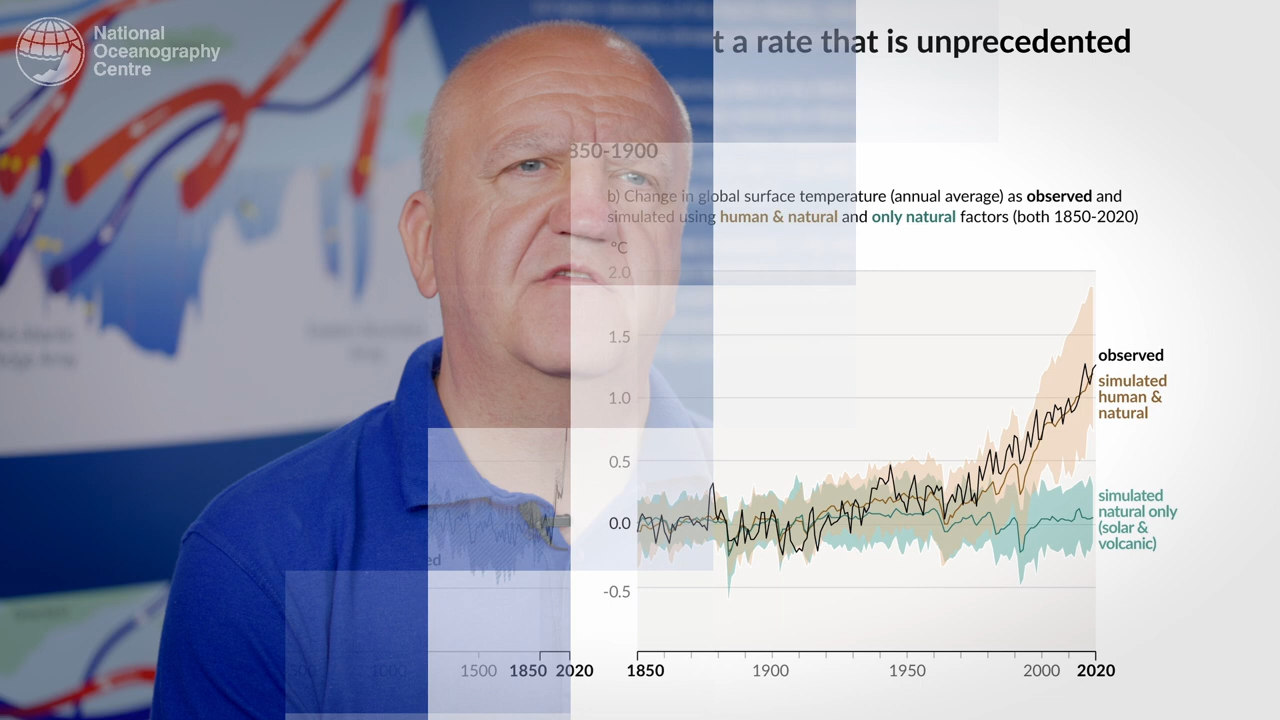 National
Oceanography
Centre
t a rate that is unprecedented
850-1900
b) Change in global surface temperature (annual average) as observed and
simulated using human & natural and only natural factors (both 1850-2020)
°C
2.0
1.5
1.0
0.5
0.0
-0.5
observed
simulated
human &
natural
simulated
natural only
(solar &
volcanic)
ed
1000 1500 1850 2020
1850 1900 1950 2000 2020